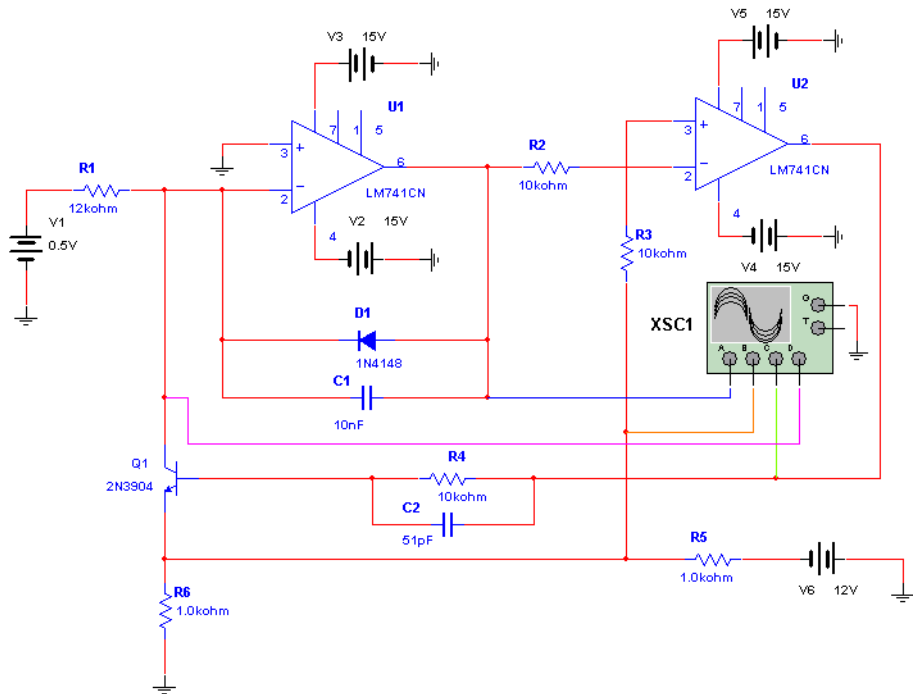 V3 15V
V5 15V
U1
U2
7 1 5
3
+
−
2
6
LM741CN
4
V2 15V
R1
12kohm
V1
0.5V
R2
10kohm
7 1 5
3
+
−
2
6
LM741CN
4
V4 15V
R3
10kohm
XSC1
G
T
A B C D
D1
1N4148
C1
10nF
Q1
2N3904
R4
10kohm
C2
51pF
R5
1.0kohm
V6 12V
R6
1.0kohm